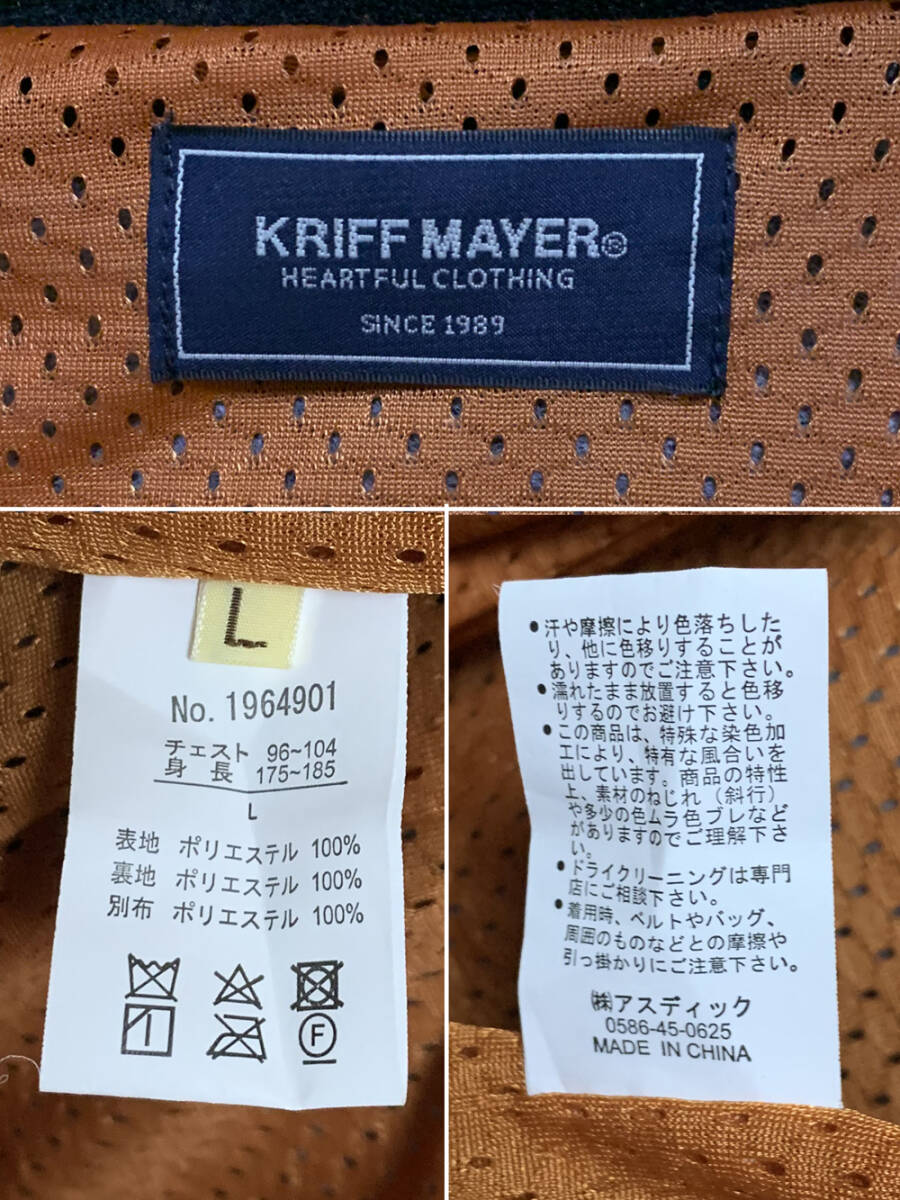 KRIFF MAYER®
HEARTFUL CLOTHING
SINCE 1989
L
No. 1964901
チェスト 96~104
身長 175~185
L
表地 ポリエステル 100%
裏地 ポリエステル 100%
別布 ポリエステル 100%
F
●汗や摩擦により色落ちした
り、他に色移りすることが
ありますのでご注意下さい。
●濡れたまま放置すると色移
りするのでお避け下さい。
●この商品は、特殊な染色加
工により、特有な風合いを
出しています。商品の特性
上、素材のねじれ（斜行）
や多少の色ムラ色ブレなど
がありますのでご理解下さ
い。
●ドライクリーニングは専門
店にご相談下さい。
●着用時、ベルトやバッグ、
周囲のものなどとの摩擦や
引っ掛かりにご注意下さい。
㈱アスディック
0586-45-0625
MADE IN CHINA